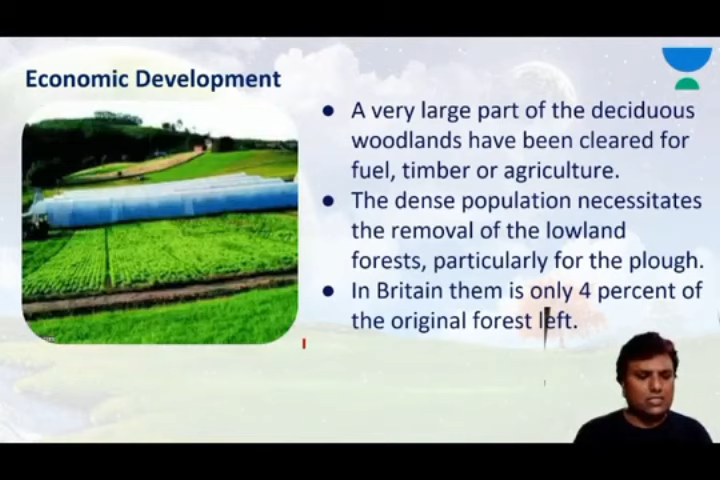 Economic Development
● A very large part of the deciduous
woodlands have been cleared for
fuel, timber or agriculture.
● The dense population necessitates
the removal of the lowland
forests, particularly for the plough.
● In Britain them is only 4 percent of
the original forest left.